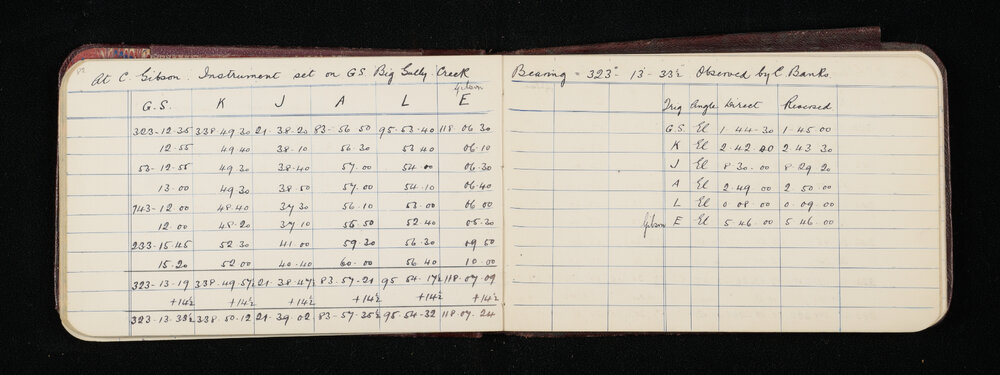 At C Gibson. Instrument set on GS Big Gully Creek
Gibson
G.S. K J A L E
323-12-35 338 49 30 21-38-20 83-56 50 95-53-40 118 06 30
12.55 49.40 38-10 56.30 53 40 06-10
53-12-55 49.30 38-40 57.00 54.00 06.30
13.00 49.30 38 50 57.00 54.10 06.40
143-12.00 48.40 37 30 56.10 53.00 06 00
12.00 48.20 37 10 55 50 52.40 05.30
233-15-45 52 30 41.00 59.30 56.30 09 50
15.20 52 00 40.40 60.00 56 40 10.00
323-13-19 338-49-57½ 21-38-47½ 83-57-21 95 54-17½ 118-07-09
+14½ +14½ +14½ +14½ +14½ +14½
323-13-33½ 338-50-12 21-39-02 83-57-35½ 95-54-32 118-07-24
Bearing = 323°- 13'- 33½ Observed by C Banks
Trig Angle Direct Reversed
G.S. El 1-44-30 1-45.00
K El 2.42.40 2 43 30
J El 8-30.00 8-29 20
A El 2.49.00 2 50.00
L El 0.08.00 0.09.00
Gibson E El 5.46.00 5.46.00